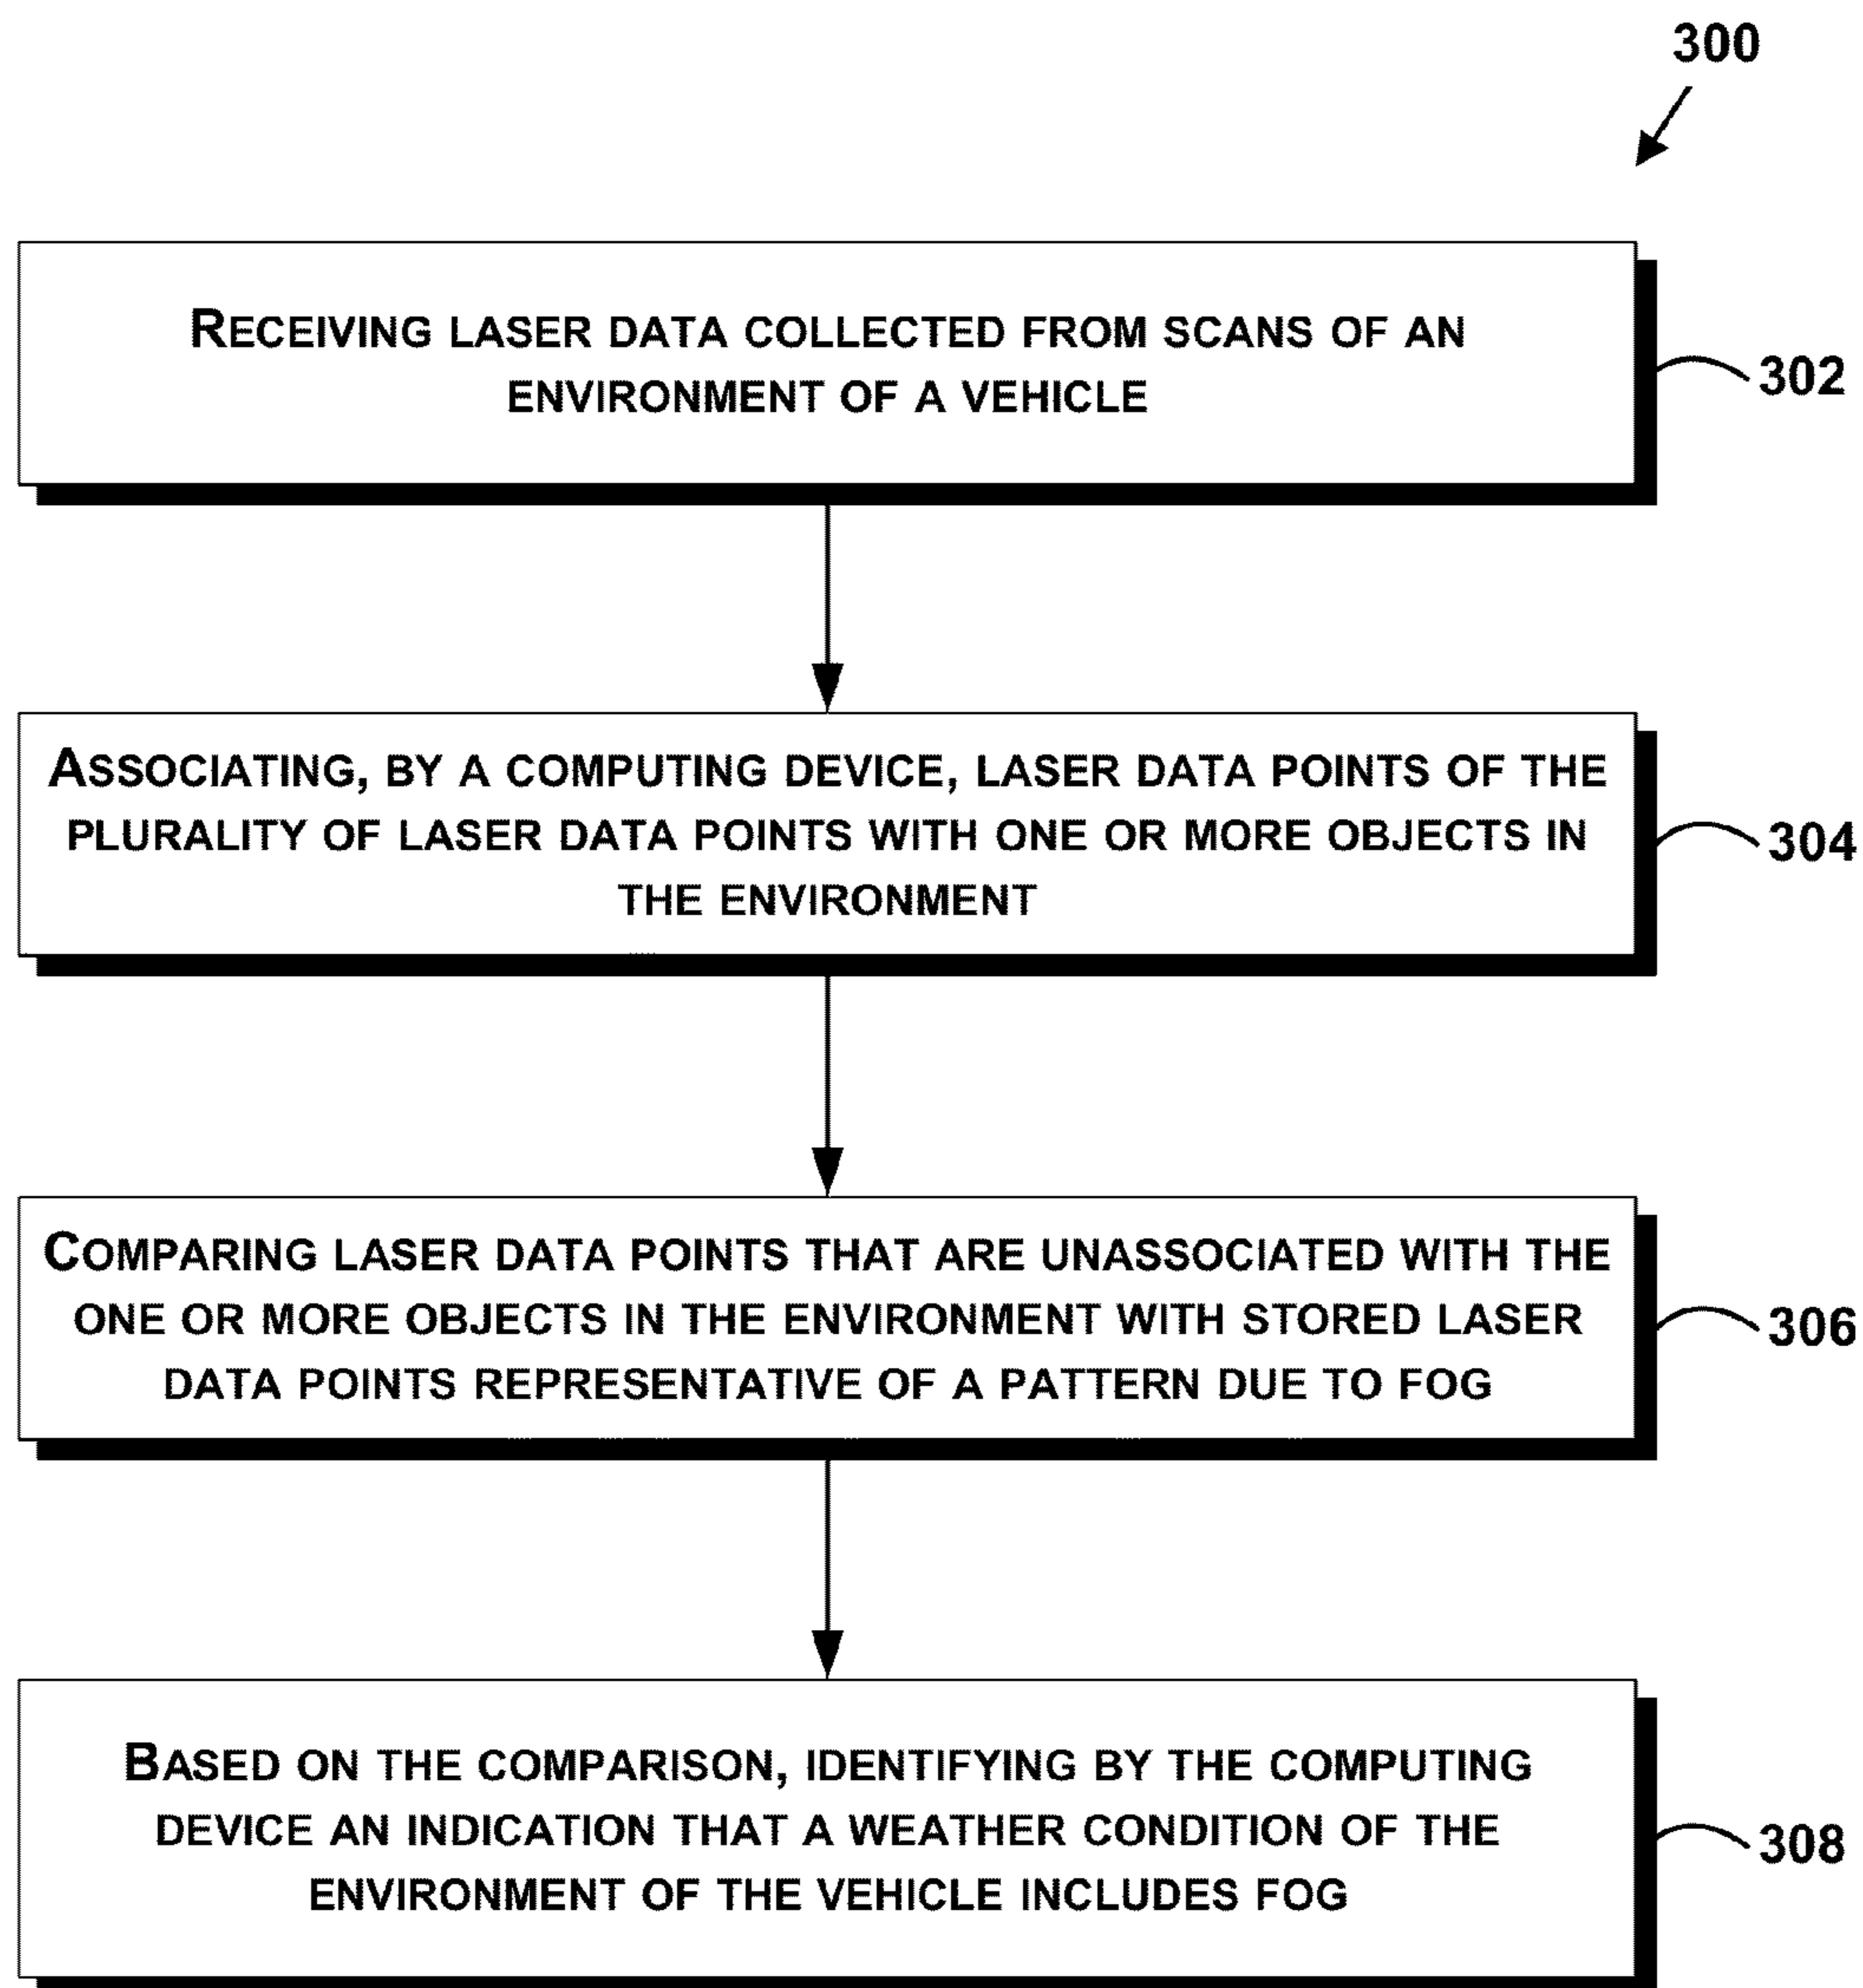 300
RECEIVING LASER DATA COLLECTED FROM SCANS OF AN
ENVIRONMENT OF A VEHICLE
302
ASSOCIATING, BY A COMPUTING DEVICE, LASER DATA POINTS OF THE
PLURALITY OF LASER DATA POINTS WITH ONE OR MORE OBJECTS IN
THE ENVIRONMENT
304
COMPARING LASER DATA POINTS THAT ARE UNASSOCIATED WITH THE
ONE OR MORE OBJECTS IN THE ENVIRONMENT WITH STORED LASER
DATA POINTS REPRESENTATIVE OF A PATTERN DUE TO FOG
306
BASED ON THE COMPARISON, IDENTIFYING BY THE COMPUTING
DEVICE AN INDICATION THAT A WEATHER CONDITION OF THE
ENVIRONMENT OF THE VEHICLE INCLUDES FOG
308